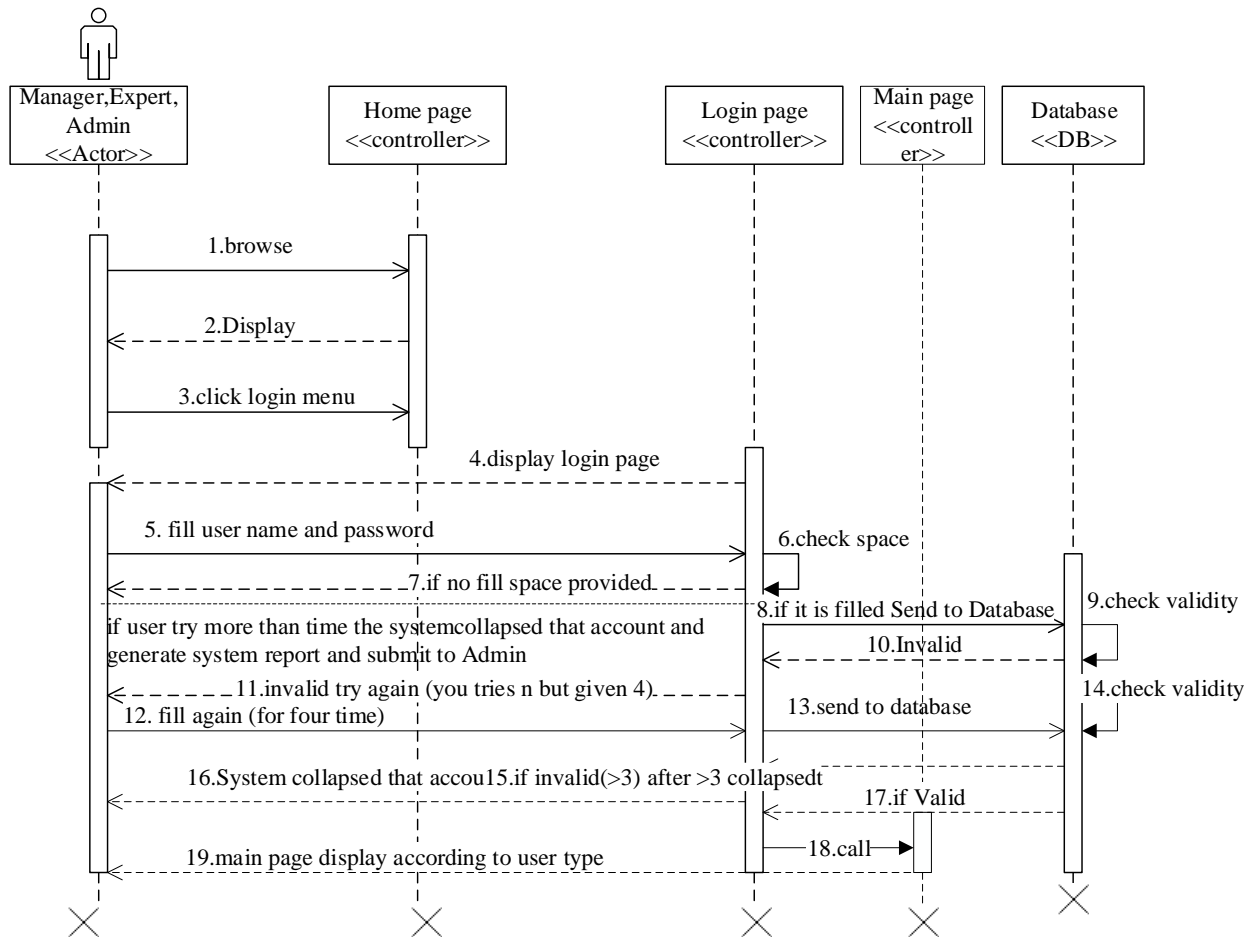 Manager,Expert,
Admin
<<Actor>>
Home page
<<controller>>
Login page
<<controller>>
Main page
<<controll
er>>
Database
<<DB>>
1.browse
2.Display
3.click login menu
4.display login page
5. fill user name and password
6.check space
7.if no fill space provided
8.if it is filled Send to Database
9.check validity
if user try more than time the systemcollapsed that account and
generate system report and submit to Admin
10.Invalid
11.invalid try again (you tries n but given 4)
12. fill again (for four time)
13.send to database
14.check validity
16.System collapsed that accou15.if invalid(>3) after >3 collapsedt
17.if Valid
18.call
19.main page display according to user type